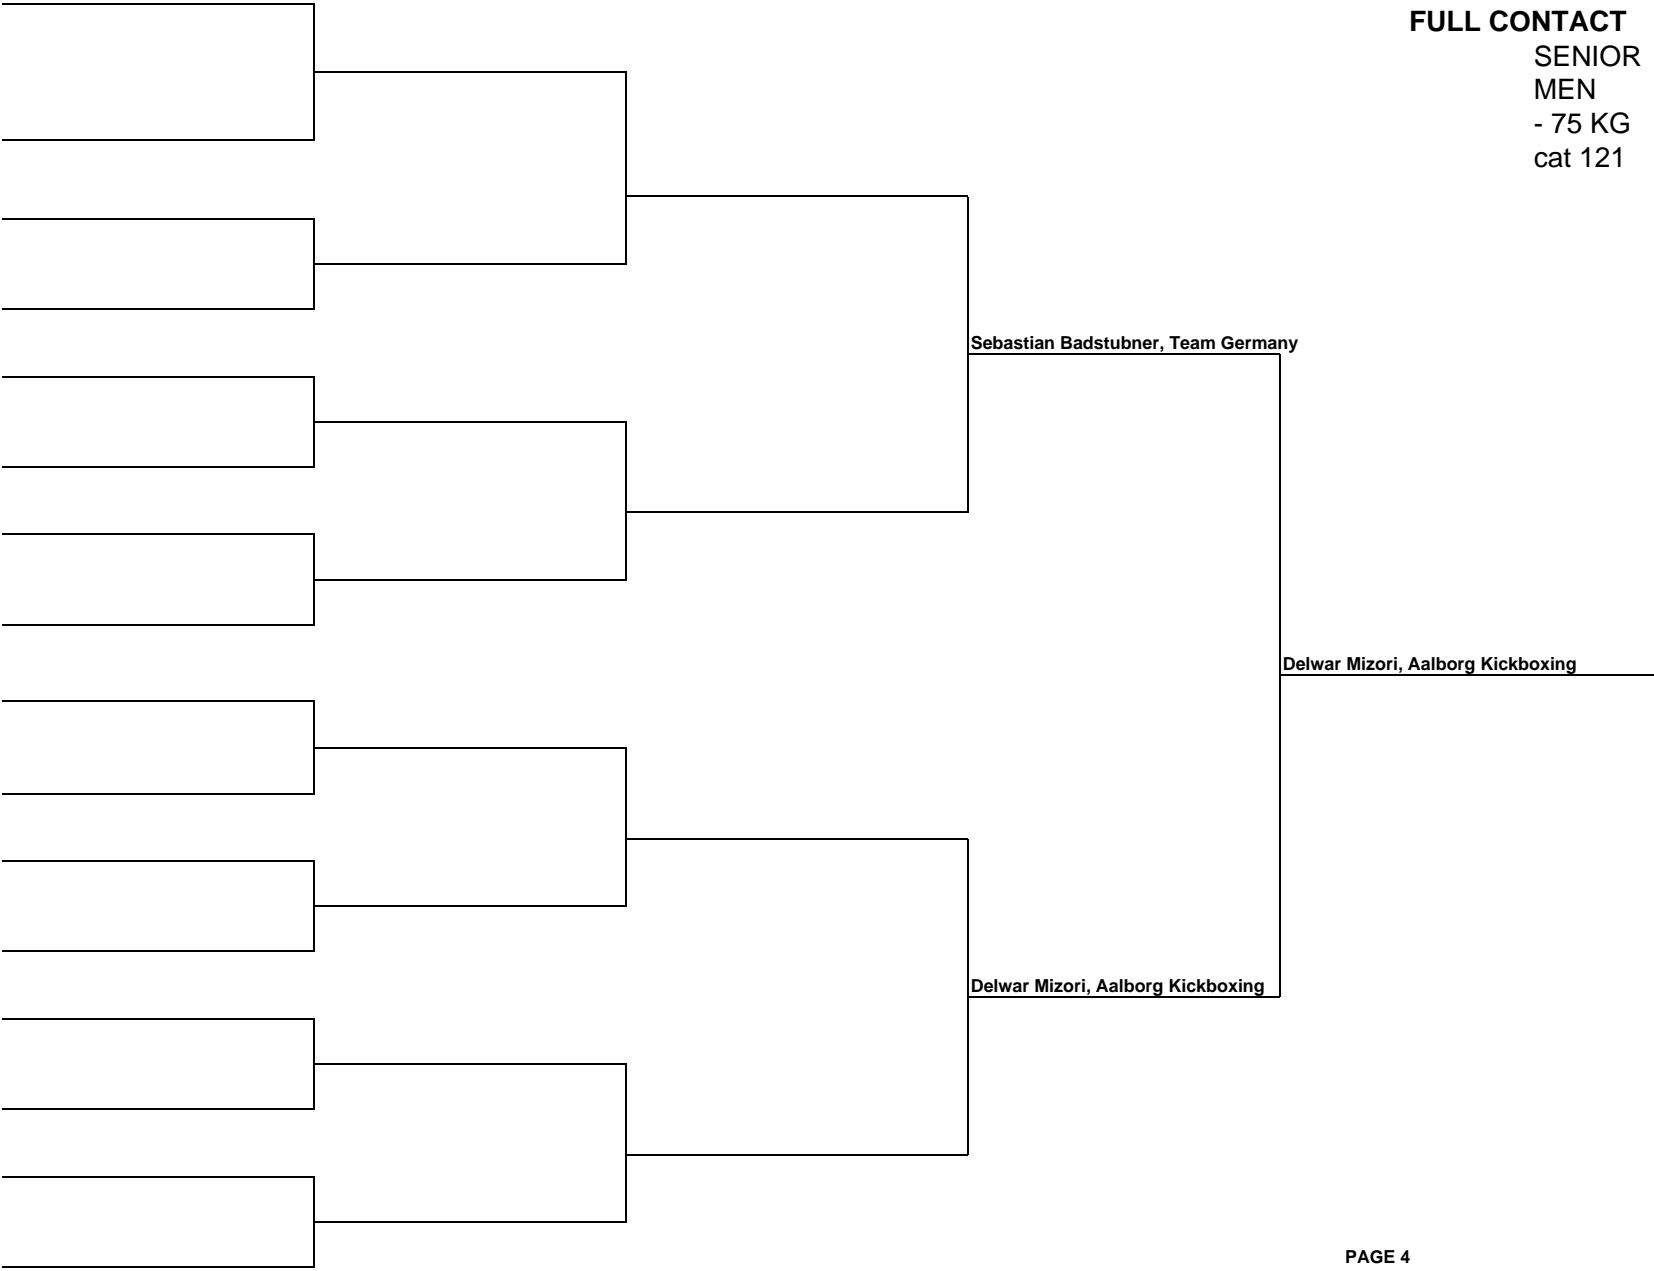 FULL CONTACT
SENIOR
MEN
- 75 KG
cat 121
Sebastian Badstubner, Team Germany
Delwar Mizori, Aalborg Kickboxing
Delwar Mizori, Aalborg Kickboxing
PAGE 4